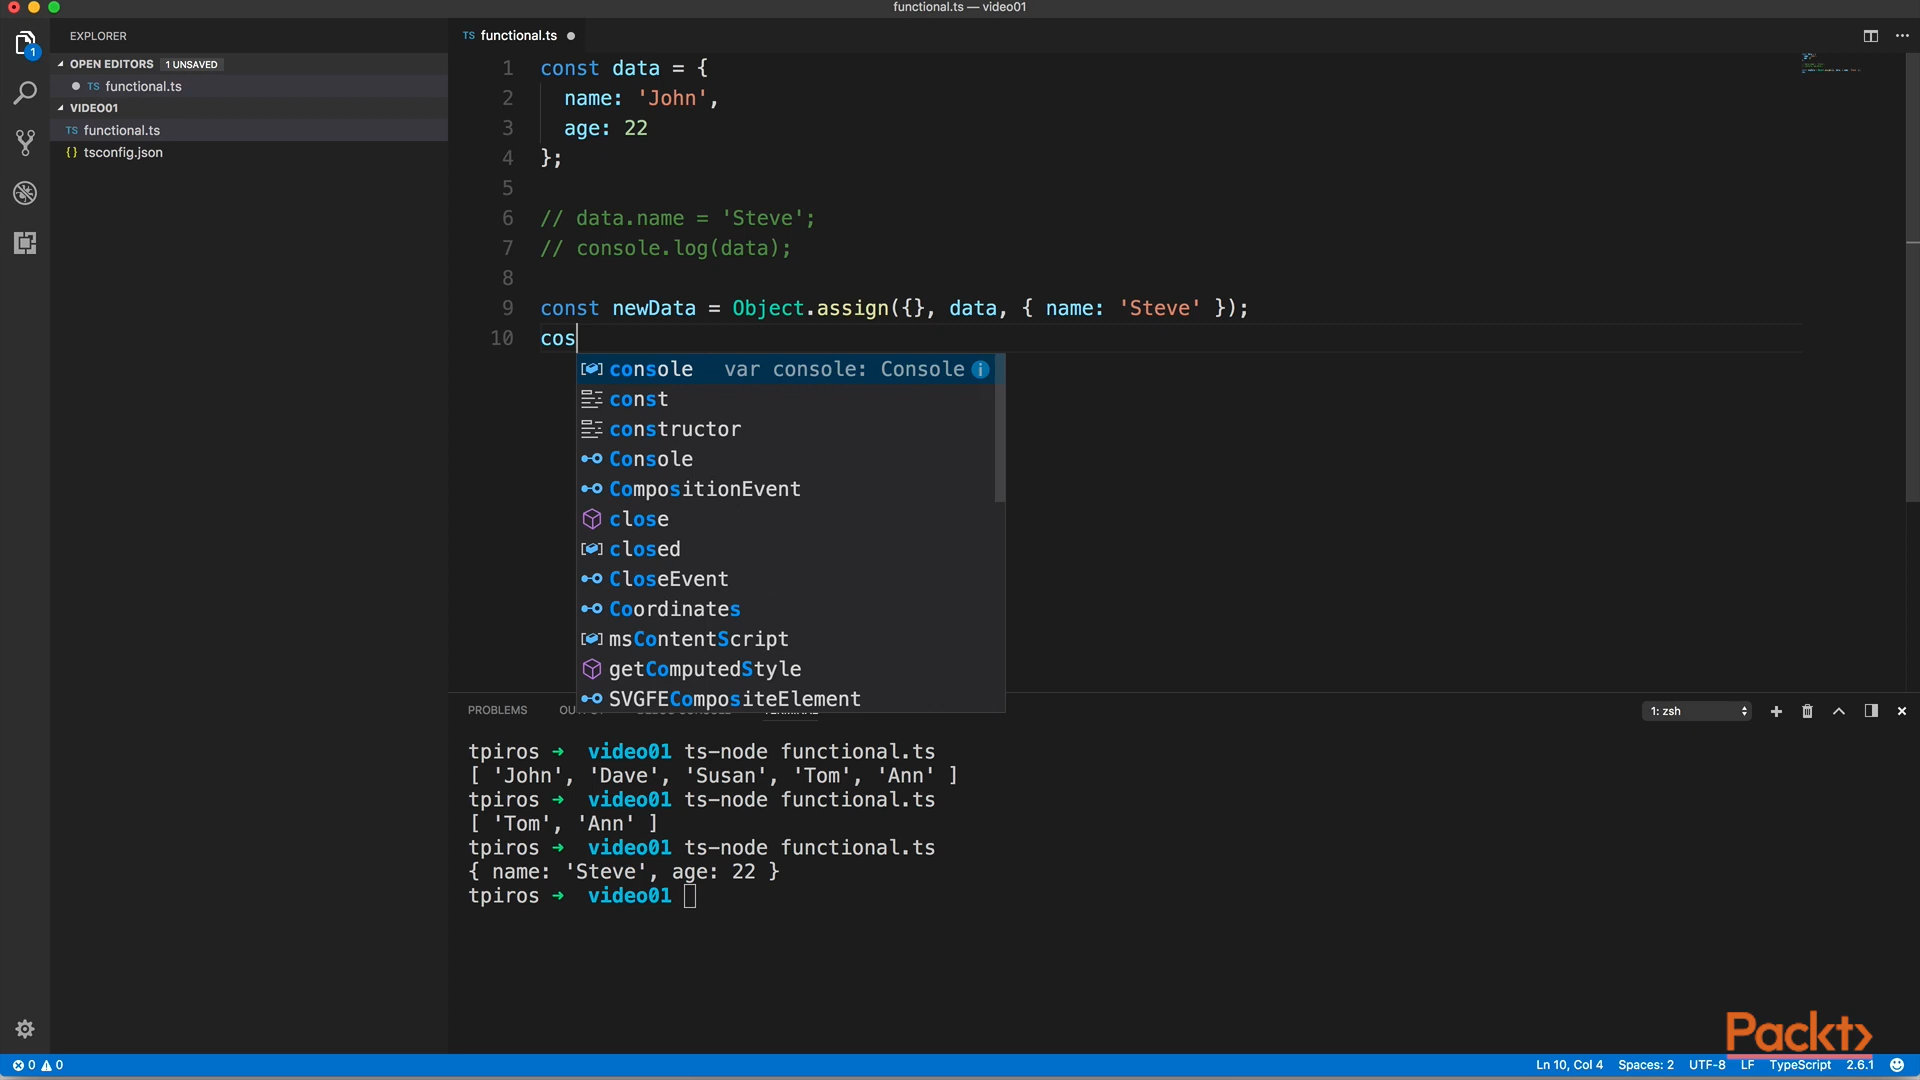 functional.ts — video01
EXPLORER
OPEN EDITORS 1 UNSAVED
TS functional.ts
VIDEO01
TS functional.ts
{} tsconfig.json
1
TS functional.ts
1 const data = {
2 name: 'John',
3 age: 22
4 };
5
6 // data.name = 'Steve';
7 // console.log(data);
8
9 const newData = Object.assign({}, data, { name: 'Steve' });
10 cos
console var console: Console
const
constructor
Console
CompositionEvent
close
closed
CloseEvent
Coordinates
msContentScript
getComputedStyle
SVGFECompositeElement
PROBLEMS
1: zsh
tpiros ➜ video01 ts-node functional.ts
[ 'John', 'Dave', 'Susan', 'Tom', 'Ann' ]
tpiros ➜ video01 ts-node functional.ts
[ 'Tom', 'Ann' ]
tpiros ➜ video01 ts-node functional.ts
{ name: 'Steve', age: 22 }
tpiros ➜ video01
Packt>
0 0
Ln 10, Col 4 Spaces: 2 UTF-8 LF TypeScript 2.6.1